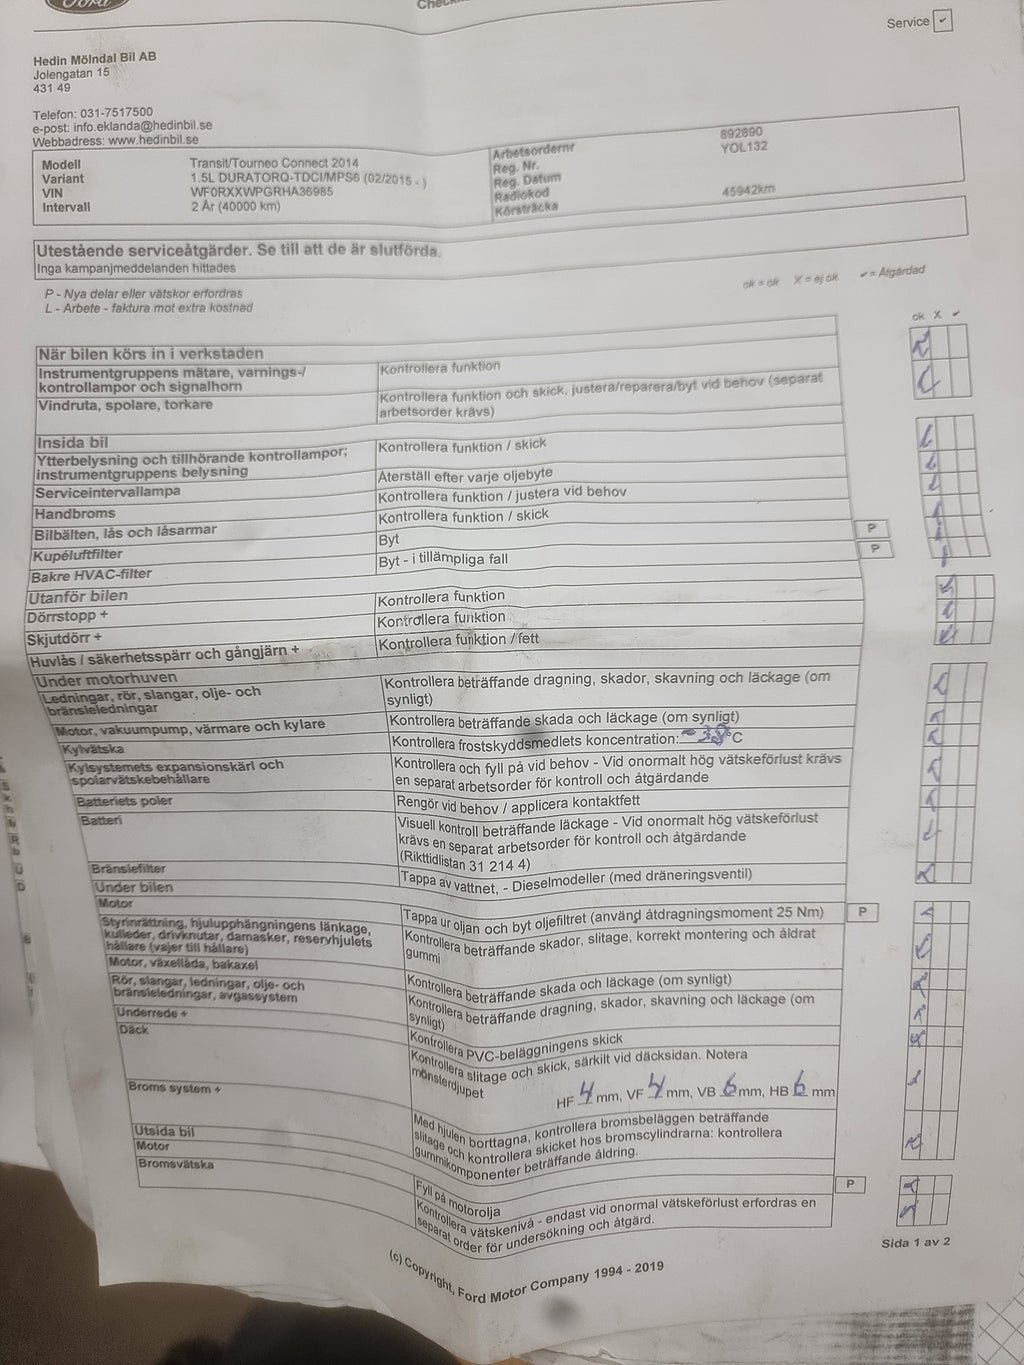 Ford
Service ✓
Hedin Mölndal Bil AB
Jolengatan 15
431 49
Telefon: 031-7517500
e-post: info.eklanda@hedinbil.se
Webbadress: www.hedinbil.se
Modell Transit/Tourneo Connect 2014 Arbetsordernr 892890
Variant 1.5L DURATORQ-TDCI/MPS6 (02/2015 - ) Reg. Nr. YOL132
VIN WF0RXXWPGRHA36985 Reg. Datum
Intervall 2 År (40000 km) Radiokod
Körsträcka 45942km
Utestående serviceåtgärder. Se till att de är slutförda.
Inga kampanjmeddelanden hittades
P - Nya delar eller vätskor erfordras
L - Arbete - faktura mot extra kostnad
ok = ok X = ej ok ✓ = Åtgärdad
ok X ✓
När bilen körs in i verkstaden
Instrumentgruppens mätare, varnings-/ Kontrollera funktion
kontrollampor och signalhorn
Vindruta, spolare, torkare Kontrollera funktion och skick, justera/reparera/byt vid behov (separat
arbetsorder krävs)
Insida bil
Ytterbelysning och tillhörande kontrollampor; Kontrollera funktion / skick
instrumentgruppens belysning
Serviceintervallampa Återställ efter varje oljebyte
Handbroms Kontrollera funktion / justera vid behov
Bilbälten, lås och låsarmar Kontrollera funktion / skick
Kupéluftfilter Byt P
Bakre HVAC-filter Byt - i tillämpliga fall P
Utanför bilen
Dörrstopp + Kontrollera funktion
Skjutdörr + Kontrollera funktion
Huvlås / säkerhetsspärr och gångjärn + Kontrollera funktion / fett
Under motorhuven
Ledningar, rör, slangar, olje- och Kontrollera beträffande dragning, skador, skavning och läckage (om
bränsleledningar synligt)
Motor, vakuumpump, värmare och kylare Kontrollera beträffande skada och läckage (om synligt)
Kylvätska Kontrollera frostskyddsmedlets koncentration: -38 °C
Kylsystemets expansionskärl och Kontrollera och fyll på vid behov - Vid onormalt hög vätskeförlust krävs
spolarvätskebehållare en separat arbetsorder för kontroll och åtgärdande
Batteriets poler Rengör vid behov / applicera kontaktfett
Batteri Visuell kontroll beträffande läckage - Vid onormalt hög vätskeförlust
krävs en separat arbetsorder för kontroll och åtgärdande
(Rikttidlistan 31 214 4)
Bränslefilter Tappa av vattnet, - Dieselmodeller (med dräneringsventil)
Under bilen
Motor Tappa ur oljan och byt oljefiltret (använd åtdragningsmoment 25 Nm) P
Styrinrättning, hjulupphängningens länkage, Kontrollera beträffande skador, slitage, korrekt montering och åldrat
kulleder, drivknutar, damasker, reservhjulets gummi
hållare (vajer till hållare)
Motor, växellåda, bakaxel Kontrollera beträffande skada och läckage (om synligt)
Rör, slangar, ledningar, olje- och Kontrollera beträffande dragning, skador, skavning och läckage (om
bränsleledningar, avgassystem synligt)
Underrede + Kontrollera PVC-beläggningens skick
Däck Kontrollera slitage och skick, särkilt vid däcksidan. Notera
mönsterdjupet
HF 4 mm, VF 4 mm, VB 6 mm, HB 6 mm
Broms system + Med hjulen borttagna, kontrollera bromsbeläggen beträffande
slitage och kontrollera skicket hos bromscylindrarna: kontrollera
gummikomponenter beträffande åldring.
Utsida bil
Motor Fyll på motorolja P
Bromsvätska Kontrollera vätskenivå - endast vid onormal vätskeförlust erfordras en
separat order för undersökning och åtgärd.
Sida 1 av 2
(c) Copyright, Ford Motor Company 1994 - 2019